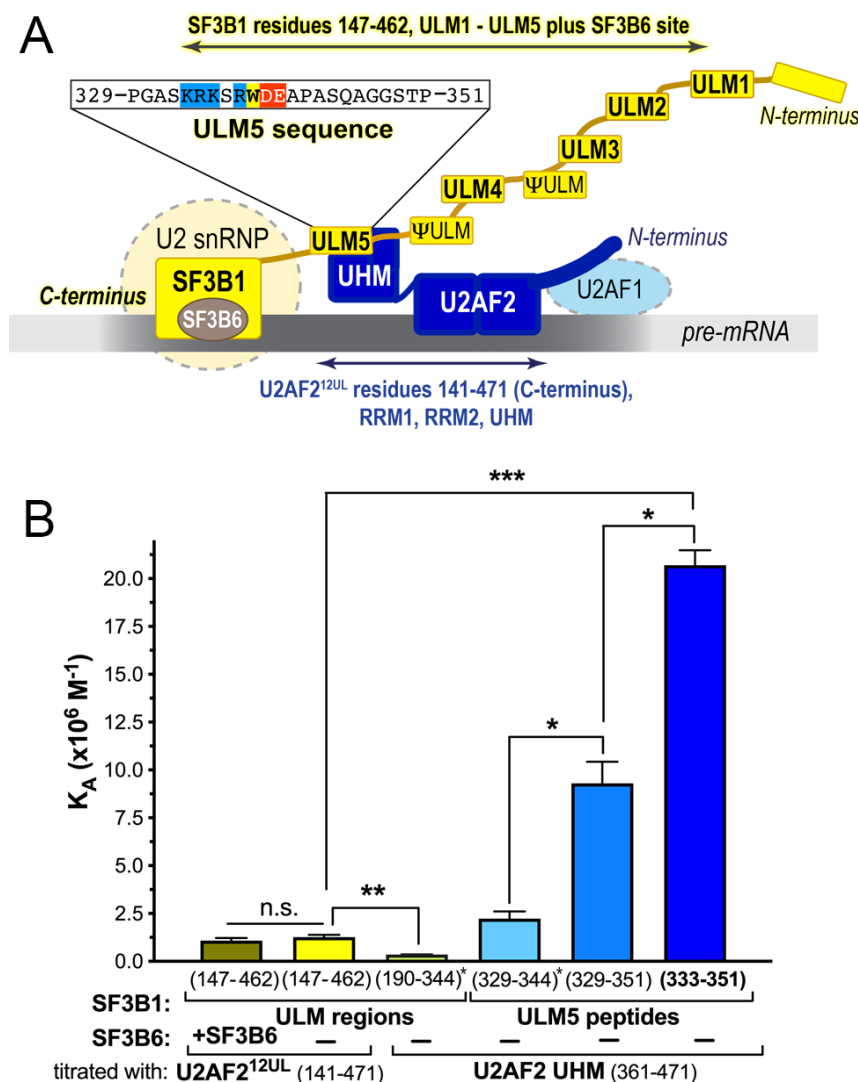 A
SF3B1 residues 147-462, ULM1 - ULM5 plus SF3B6 site
329–PGASKRKSRWDEAPASQAGGSTP–351
ULM5 sequence
ULM1
N-terminus
ULM2
ULM3
ΨULM
ULM4
ΨULM
U2 snRNP
ULM5
N-terminus
UHM
SF3B1
C-terminus
U2AF2
U2AF1
SF3B6
pre-mRNA
U2AF2¹²ᵁᴸ residues 141-471 (C-terminus),
RRM1, RRM2, UHM
B
***
*
*
**
n.s.
K_A (x10⁶ M⁻¹)
20.0
17.5
15.0
12.5
10.0
7.5
5.0
2.5
0.0
(147-462) (147-462) (190-344)* (329-344)* (329-351) (333-351)
SF3B1: ULM regions ULM5 peptides
SF3B6: +SF3B6 – – – – –
titrated with: U2AF2¹²ᵁᴸ (141-471) U2AF2 UHM (361-471)